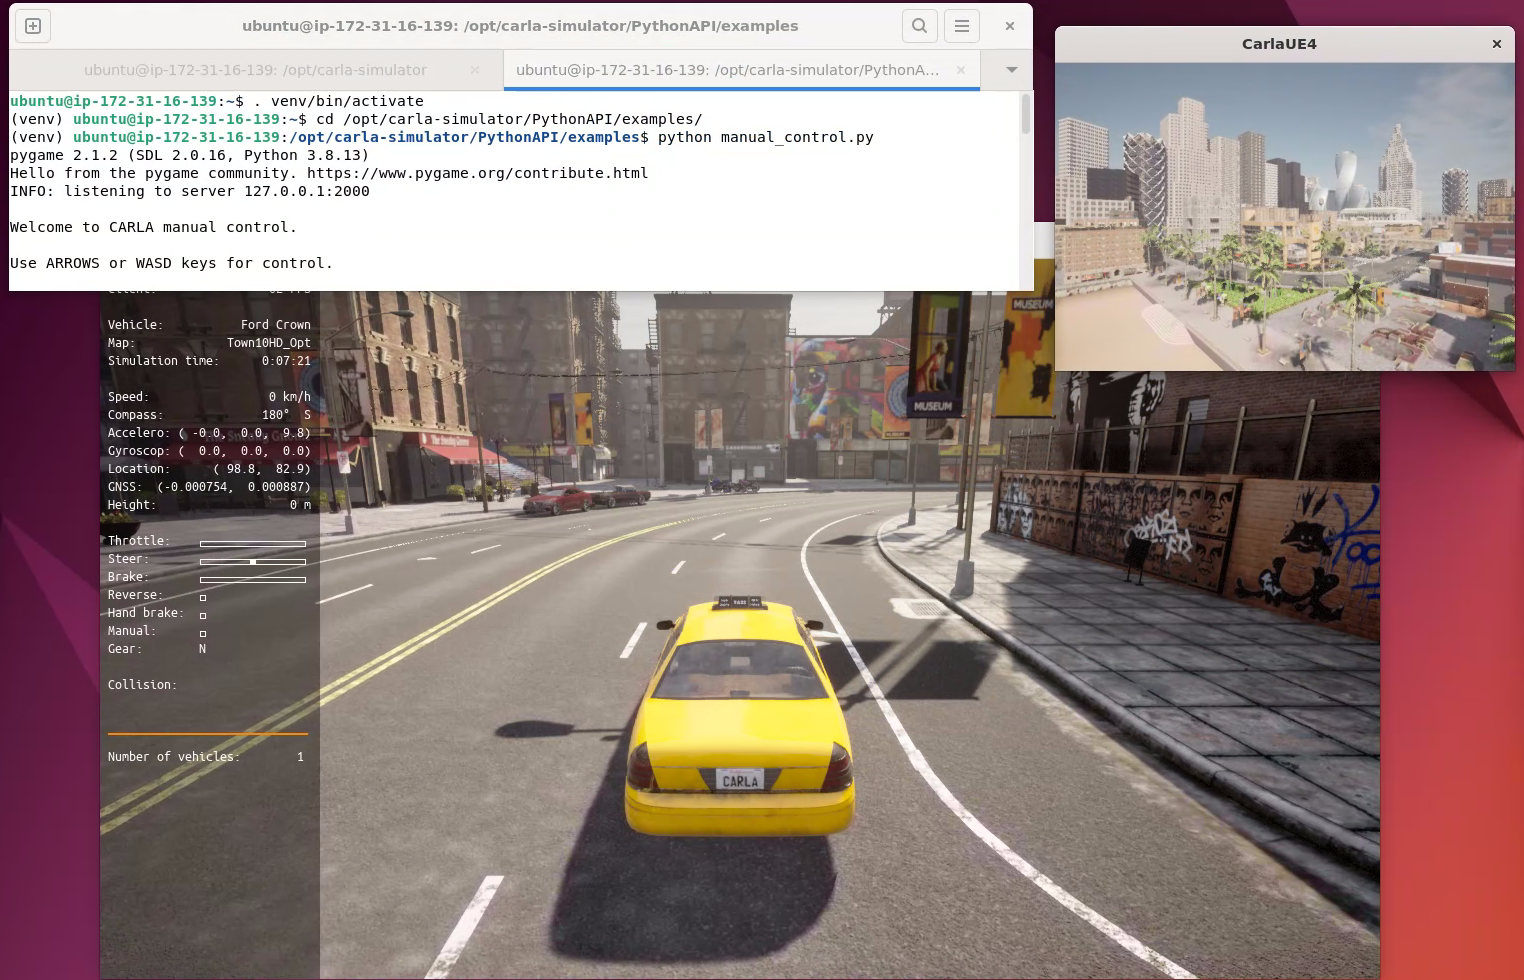 ubuntu@ip-172-31-16-139: /opt/carla-simulator/PythonAPI/examples
ubuntu@ip-172-31-16-139: /opt/carla-simulator
ubuntu@ip-172-31-16-139: /opt/carla-simulator/PythonA...
ubuntu@ip-172-31-16-139:~$ . venv/bin/activate
(venv) ubuntu@ip-172-31-16-139:~$ cd /opt/carla-simulator/PythonAPI/examples/
(venv) ubuntu@ip-172-31-16-139:/opt/carla-simulator/PythonAPI/examples$ python manual_control.py
pygame 2.1.2 (SDL 2.0.16, Python 3.8.13)
Hello from the pygame community. https://www.pygame.org/contribute.html
INFO: listening to server 127.0.0.1:2000
Welcome to CARLA manual control.
Use ARROWS or WASD keys for control.
CarlaUE4
Vehicle: Ford Crown
Map: Town10HD_Opt
Simulation time: 0:07:21
Speed: 0 km/h
Compass: 180° S
Accelero: ( -0.0, 0.0, 9.8)
Gyroscop: ( 0.0, 0.0, 0.0)
Location: ( 98.8, 82.9)
GNSS: (-0.000754, 0.000887)
Height: 0 m
Throttle:
Steer:
Brake:
Reverse:
Hand brake:
Manual:
Gear: N
Collision:
Number of vehicles: 1
MUSEUM
MUSEUM
CARLA